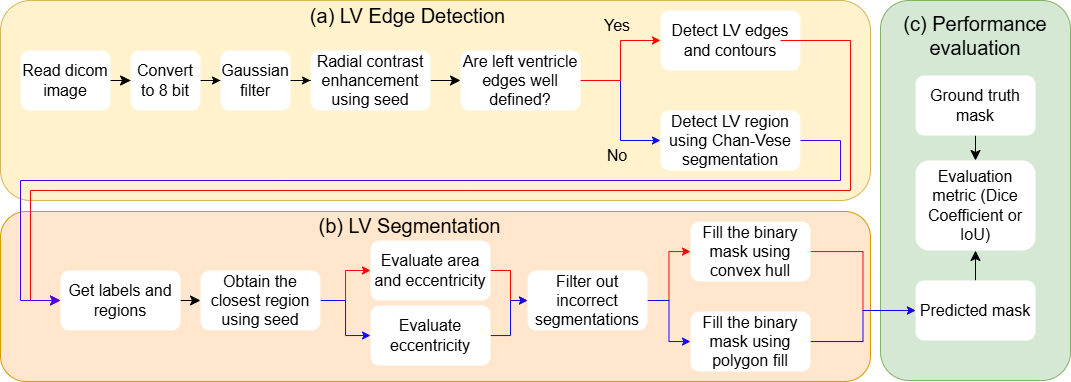 (a) LV Edge Detection
Read dicom
image
Convert
to 8 bit
Gaussian
filter
Radial contrast
enhancement
using seed
Are left ventricle
edges well
defined?
Yes
No
Detect LV edges
and contours
Detect LV region
using Chan-Vese
segmentation
(b) LV Segmentation
Get labels and
regions
Obtain the
closest region
using seed
Evaluate area
and eccentricity
Evaluate
eccentricity
Filter out
incorrect
segmentations
Fill the binary
mask using
convex hull
Fill the binary
mask using
polygon fill
(c) Performance
evaluation
Ground truth
mask
Evaluation
metric (Dice
Coefficient or
IoU)
Predicted mask